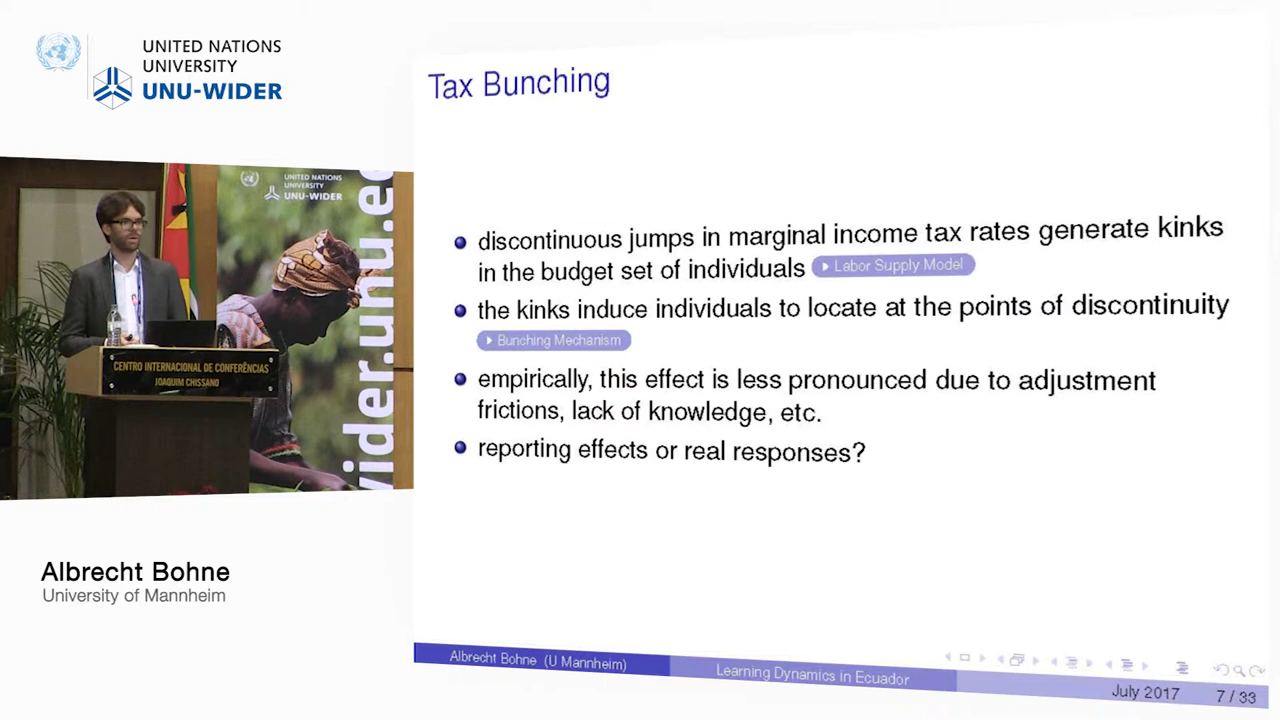 UNITED NATIONS
UNIVERSITY
UNU-WIDER
UNITED NATIONS
UNIVERSITY
UNU-WIDER
wider.unu.ed
CENTRO INTERNACIONAL DE CONFERÊNCIAS
JOAQUIM CHISSANO
Albrecht Bohne
University of Mannheim
Tax Bunching
discontinuous jumps in marginal income tax rates generate kinks
in the budget set of individuals Labor Supply Model
the kinks induce individuals to locate at the points of discontinuity
Bunching Mechanism
empirically, this effect is less pronounced due to adjustment
frictions, lack of knowledge, etc.
reporting effects or real responses?
Albrecht Bohne (U Mannheim)
Learning Dynamics in Ecuador
July 2017 7 / 33